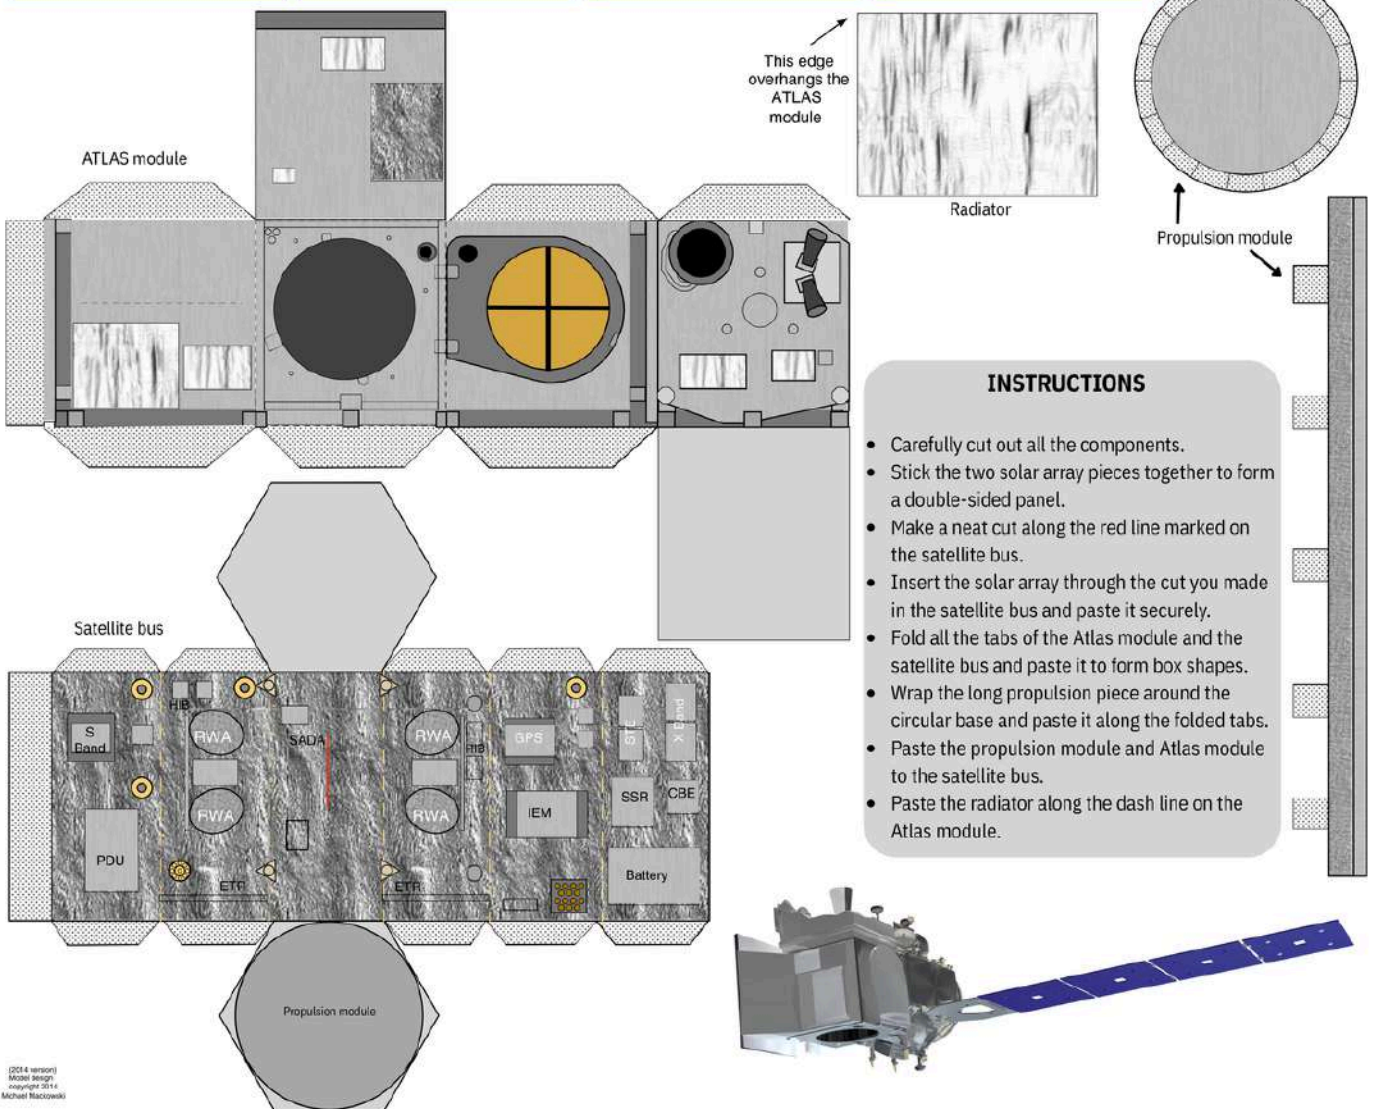 This edge
overhangs the
ATLAS
module
ATLAS module
Radiator
Propulsion module
INSTRUCTIONS
• Carefully cut out all the components.
• Stick the two solar array pieces together to form
a double-sided panel.
• Make a neat cut along the red line marked on
the satellite bus.
• Insert the solar array through the cut you made
in the satellite bus and paste it securely.
• Fold all the tabs of the Atlas module and the
satellite bus and paste it to form box shapes.
• Wrap the long propulsion piece around the
circular base and paste it along the folded tabs.
• Paste the propulsion module and Atlas module
to the satellite bus.
• Paste the radiator along the dash line on the
Atlas module.
Satellite bus
S
Band
HIB
RWA
SADA
RWA
GPS
X Band
RWA
RWA
IEM
SSR
CBE
PDU
ETR
ETR
Battery
Propulsion module
(2014 version)
Model design
copyright 2014
Michael Mackowski